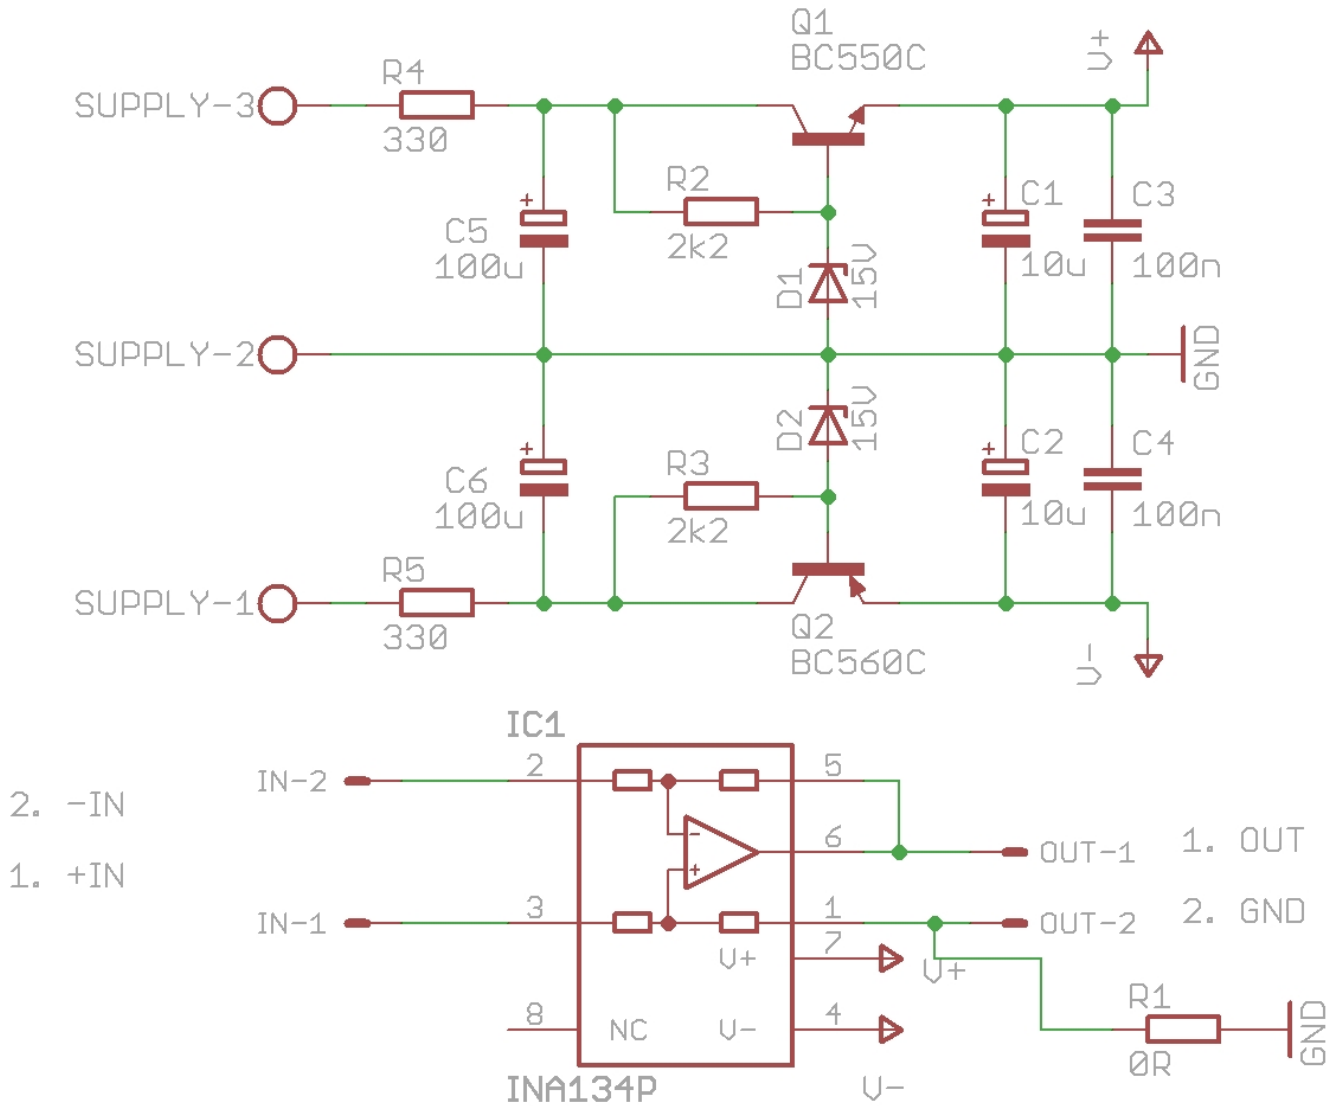 Q1
BC550C
V+
R4
SUPPLY-3
330
R2
2k2
+
C5
100u
D1
15V
+
C1
10u
C3
100n
SUPPLY-2
GND
D2
15V
+
C6
100u
R3
2k2
+
C2
10u
C4
100n
R5
SUPPLY-1
330
Q2
BC560C
V-
IC1
IN-2
2
5
2. -IN
-
6
OUT-1
1. OUT
1. +IN
+
IN-1
3
1
OUT-2
2. GND
V+
7
V+
8
NC
V-
4
R1
0R
GND
INA134P
V-